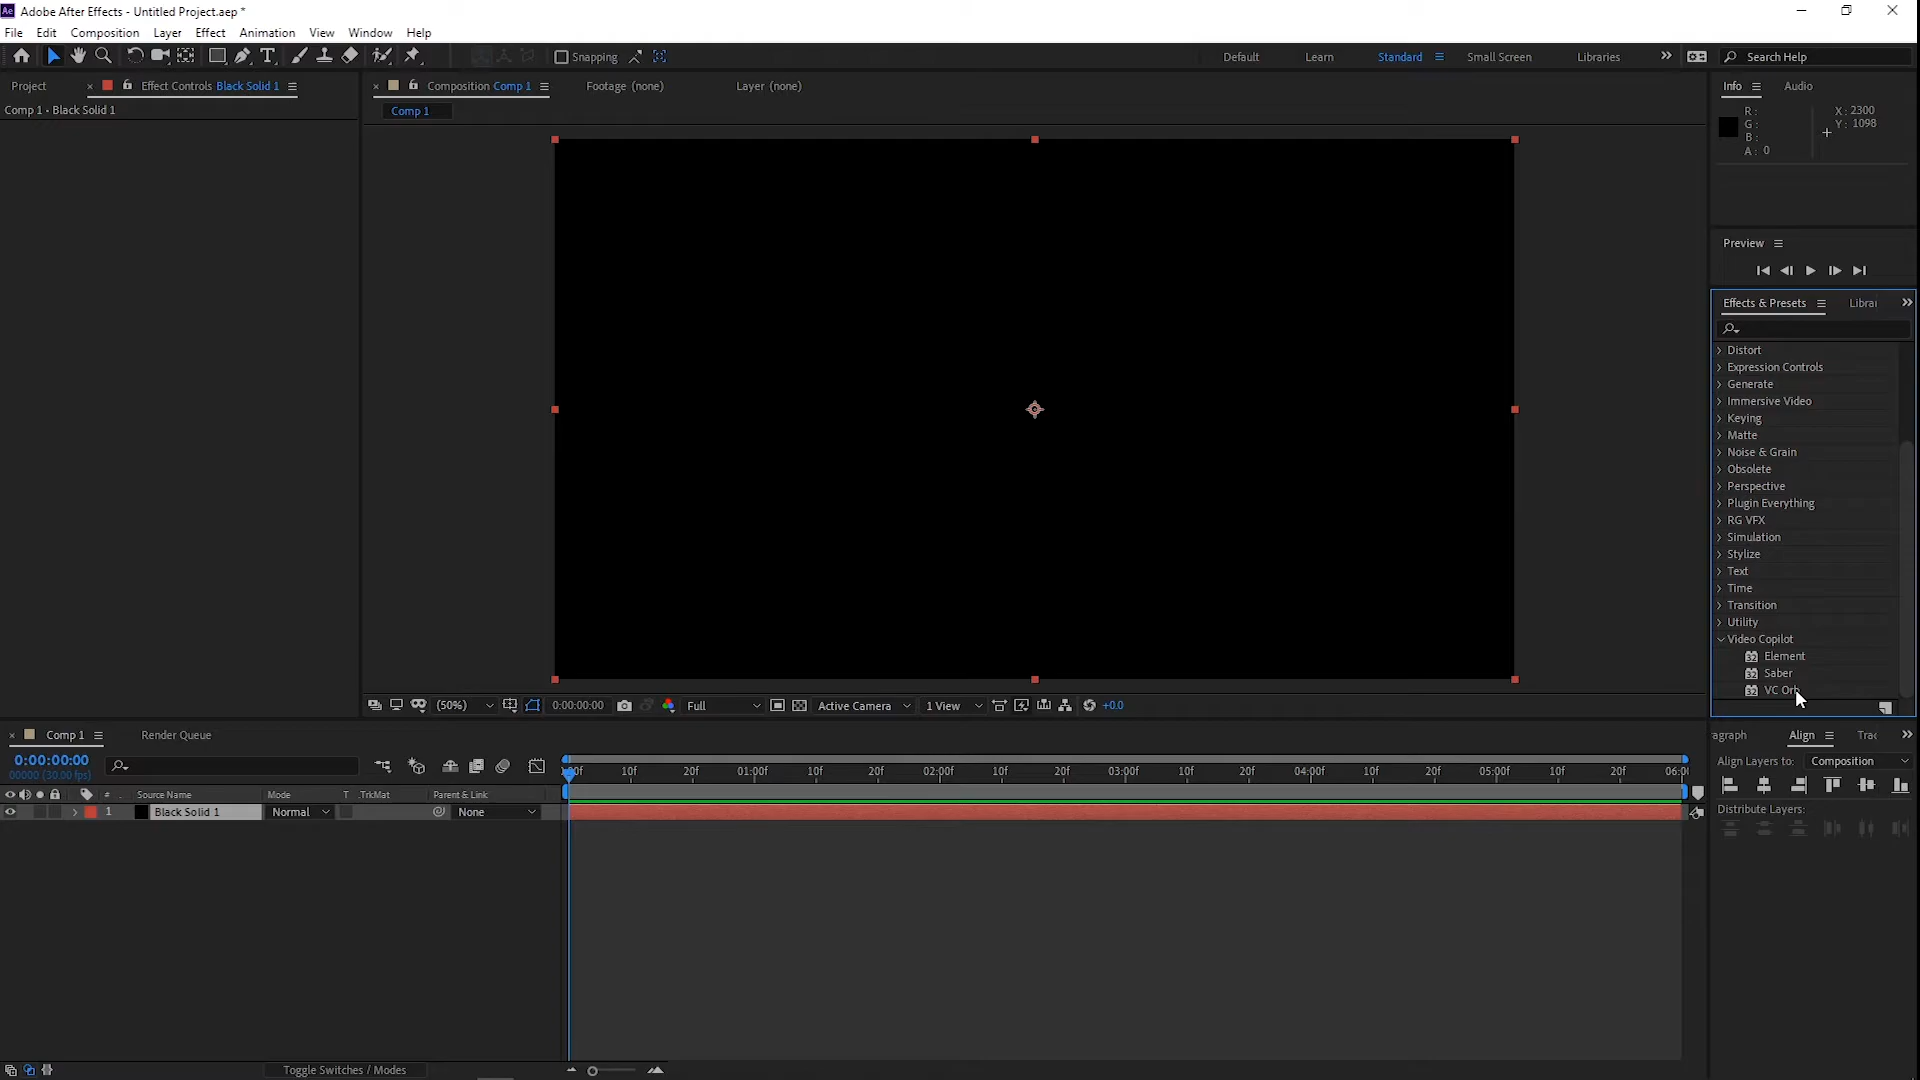 Adobe After Effects - Untitled Project.aep *
File Edit Composition Layer Effect Animation View Window Help
Snapping Default Learn Standard Small Screen Libraries Search Help
Project Effect Controls Black Solid 1
Composition Comp 1 Footage (none) Layer (none)
Info Audio
Comp 1 • Black Solid 1
Comp 1
R :
G :
B :
A : 0
X : 2300
Y : 1098
Preview
Effects & Presets
Distort
Expression Controls
Generate
Immersive Video
Keying
Matte
Noise & Grain
Obsolete
Perspective
Plugin Everything
RG VFX
Simulation
Stylize
Text
Time
Transition
Utility
Video Copilot
Element
Saber
VC Orb
(50%) 0:00:00:00 Full Active Camera 1 View +0.0
Comp 1 Render Queue
Align
0:00:00:00
00000 (30.00 fps)
Align Layers to: Composition
10f 20f 01:00f 10f 20f 02:00f 10f 20f 03:00f 10f 20f 04:00f 10f 20f 05:00f 10f 20f
# Source Name Mode T .TrkMat Parent & Link
1 Black Solid 1 Normal None
Distribute Layers:
Toggle Switches / Modes